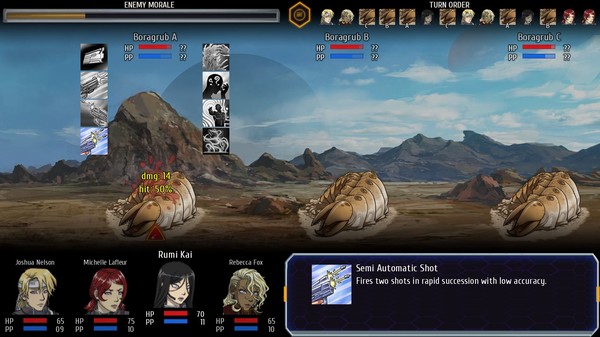 ENEMY MORALE
TURN ORDER
Boragrub A
HP ??
PP ??
Boragrub B
HP ??
PP ??
Boragrub C
HP ??
PP ??
dmg: 14
hit: 50%
Joshua Nelson
HP 65
PP 09
Michelle Lafleur
HP 75
PP 10
Rumi Kai
HP 70
PP 11
Rebecca Fox
HP 65
PP 10
Semi Automatic Shot
Fires two shots in rapid succession with low accuracy.